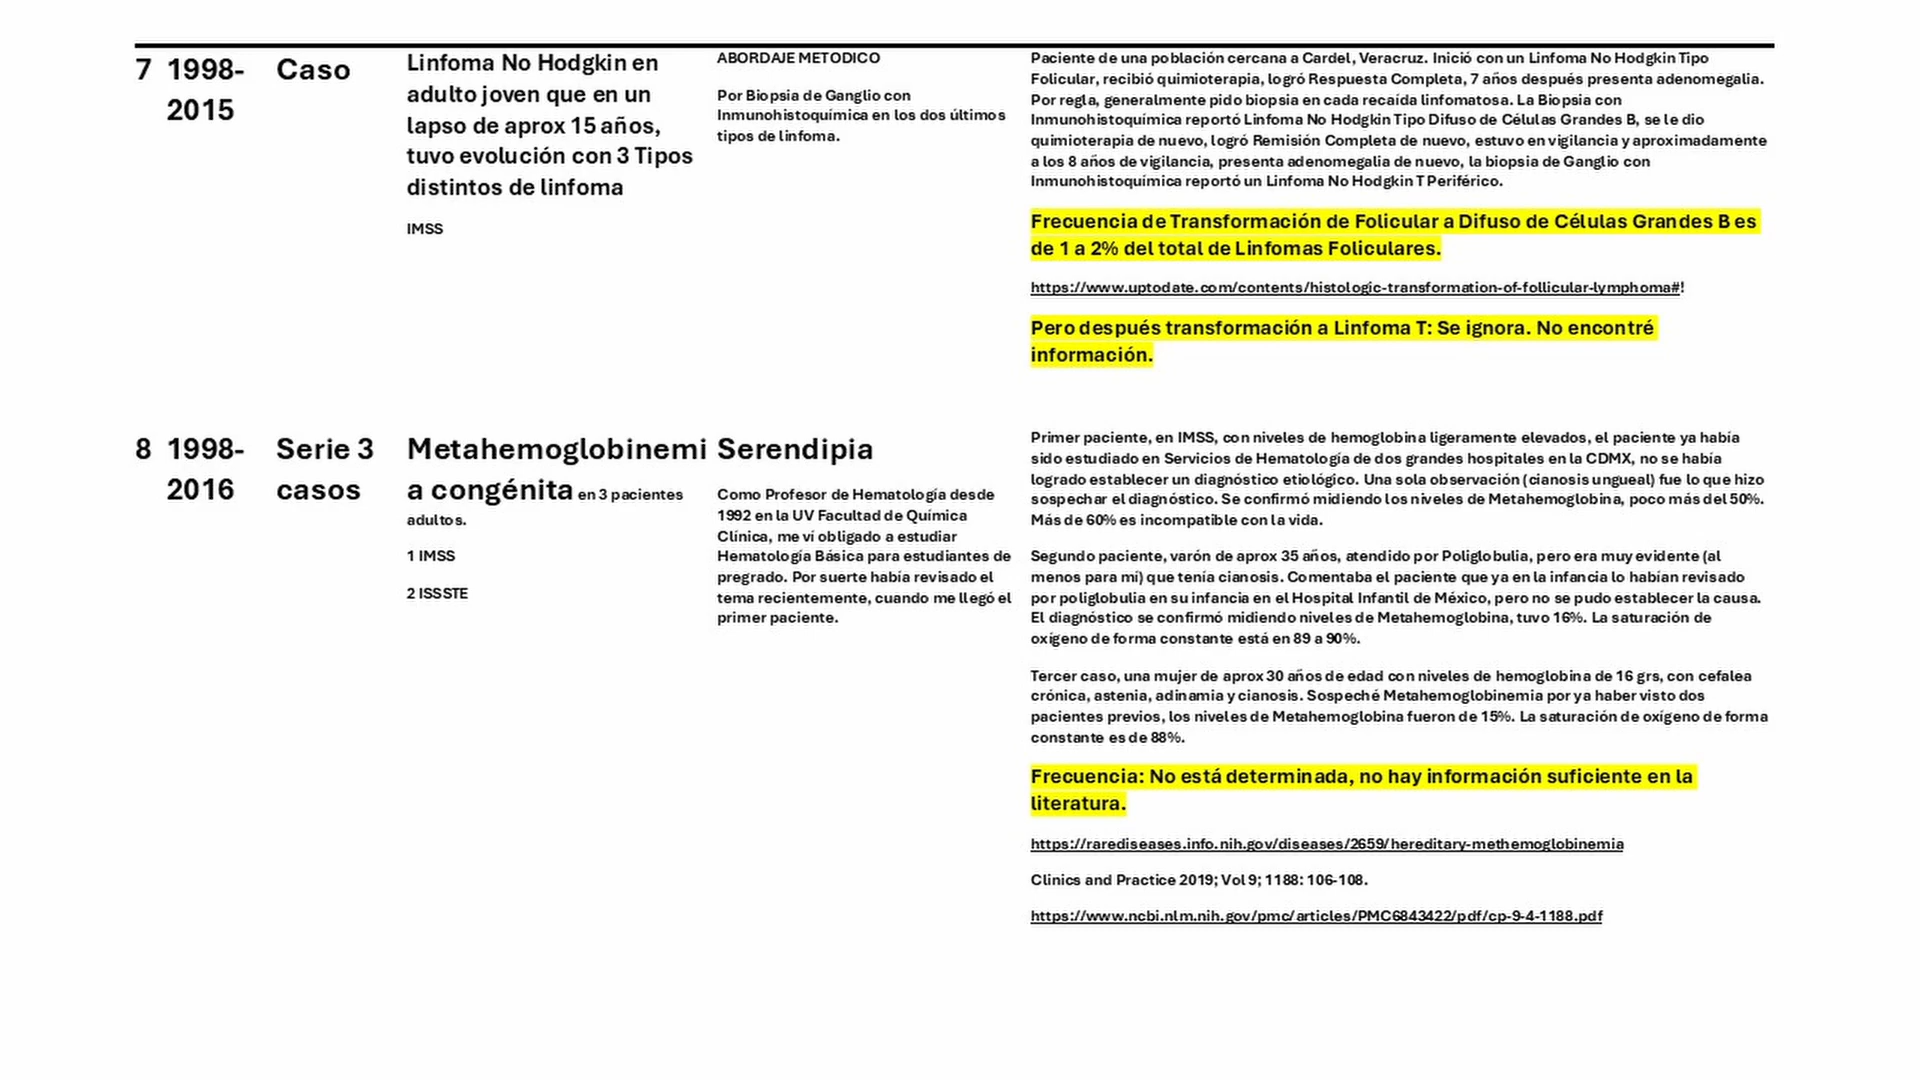 7
1998-
2015
Caso
Linfoma No Hodgkin en
adulto joven que en un
lapso de aprox 15 años,
tuvo evolución con 3 Tipos
distintos de linfoma
IMSS
ABORDAJE METODICO
Por Biopsia de Ganglio con
Inmunohistoquímica en los dos últimos
tipos de linfoma.
Paciente de una población cercana a Cardel, Veracruz. Inició con un Linfoma No Hodgkin Tipo
Folicular, recibió quimioterapia, logró Respuesta Completa, 7 años después presenta adenomegalia.
Por regla, generalmente pido biopsia en cada recaída linfomatosa. La Biopsia con
Inmunohistoquímica reportó Linfoma No Hodgkin Tipo Difuso de Células Grandes B, se le dio
quimioterapia de nuevo, logró Remisión Completa de nuevo, estuvo en vigilancia y aproximadamente
a los 8 años de vigilancia, presenta adenomegalia de nuevo, la biopsia de Ganglio con
Inmunohistoquímica reportó un Linfoma No Hodgkin T Periférico.
Frecuencia de Transformación de Folicular a Difuso de Células Grandes B es
de 1 a 2% del total de Linfomas Foliculares.
https://www.uptodate.com/contents/histologic-transformation-of-follicular-lymphoma#!
Pero después transformación a Linfoma T: Se ignora. No encontré
información.
8
1998-
2016
Serie 3
casos
Metahemoglobinemi
a congénita en 3 pacientes
adultos.
1 IMSS
2 ISSSTE
Serendipia
Como Profesor de Hematología desde
1992 en la UV Facultad de Química
Clínica, me ví obligado a estudiar
Hematología Básica para estudiantes de
pregrado. Por suerte había revisado el
tema recientemente, cuando me llegó el
primer paciente.
Primer paciente, en IMSS, con niveles de hemoglobina ligeramente elevados, el paciente ya había
sido estudiado en Servicios de Hematología de dos grandes hospitales en la CDMX, no se había
logrado establecer un diagnóstico etiológico. Una sola observación (cianosis ungueal) fue lo que hizo
sospechar el diagnóstico. Se confirmó midiendo los niveles de Metahemoglobina, poco más del 50%.
Más de 60% es incompatible con la vida.
Segundo paciente, varón de aprox 35 años, atendido por Poliglobulia, pero era muy evidente (al
menos para mí) que tenía cianosis. Comentaba el paciente que ya en la infancia lo habían revisado
por poliglobulia en su infancia en el Hospital Infantil de México, pero no se pudo establecer la causa.
El diagnóstico se confirmó midiendo niveles de Metahemoglobina, tuvo 16%. La saturación de
oxígeno de forma constante está en 89 a 90%.
Tercer caso, una mujer de aprox 30 años de edad con niveles de hemoglobina de 16 grs, con cefalea
crónica, astenia, adinamia y cianosis. Sospeché Metahemoglobinemia por ya haber visto dos
pacientes previos, los niveles de Metahemoglobina fueron de 15%. La saturación de oxígeno de forma
constante es de 88%.
Frecuencia: No está determinada, no hay información suficiente en la
literatura.
https://rarediseases.info.nih.gov/diseases/2659/hereditary-methemoglobinemia
Clinics and Practice 2019; Vol 9; 1188: 106-108.
https://www.ncbi.nlm.nih.gov/pmc/articles/PMC6843422/pdf/cp-9-4-1188.pdf